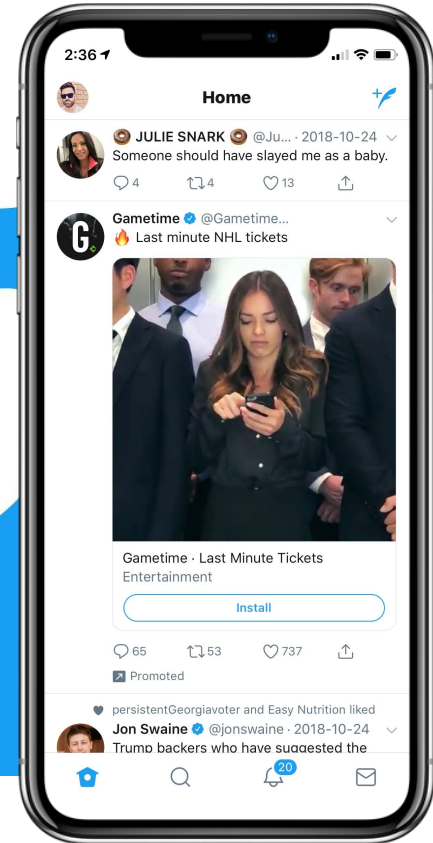 2:36
Home
JULIE SNARK @Ju... · 2018-10-24
Someone should have slayed me as a baby.
4 4 13
G.
Gametime @Gametime...
🔥 Last minute NHL tickets
Gametime · Last Minute Tickets
Entertainment
Install
65 53 737
Promoted
persistentGeorgiavoter and Easy Nutrition liked
Jon Swaine @jonswaine · 2018-10-24
Trump backers who have suggested the
20